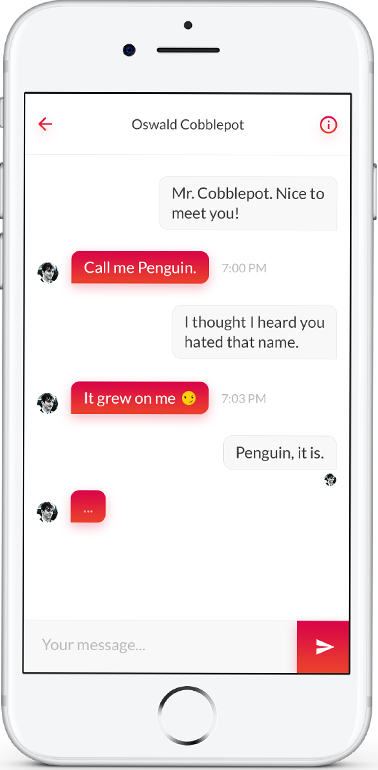 Oswald Cobblepot
Mr. Cobblepot. Nice to
meet you!
Call me Penguin.
7:00 PM
I thought I heard you
hated that name.
It grew on me 😏
7:03 PM
Penguin, it is.
...
Your message...